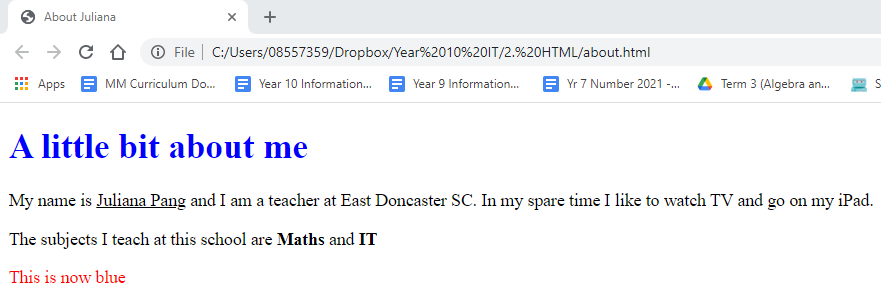 About Juliana
File C:/Users/08557359/Dropbox/Year%2010%20IT/2.%20HTML/about.html
Apps MM Curriculum Do... Year 10 Information... Year 9 Information... Yr 7 Number 2021 -... Term 3 (Algebra an... S
A little bit about me
My name is Juliana Pang and I am a teacher at East Doncaster SC. In my spare time I like to watch TV and go on my iPad.
The subjects I teach at this school are Maths and IT
This is now blue